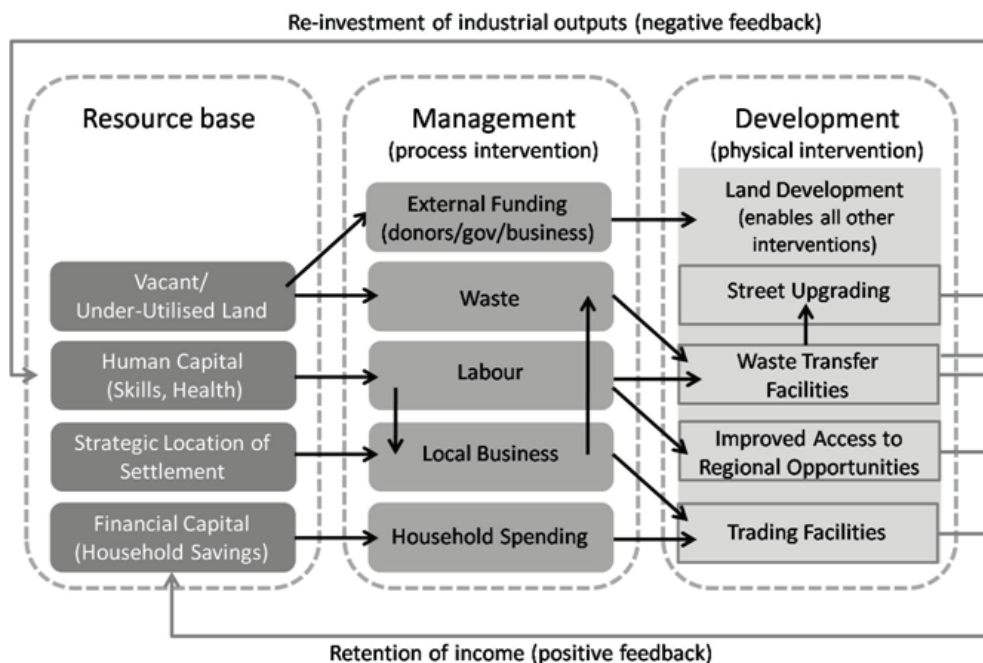 Re-investment of industrial outputs (negative feedback)
Resource base
Vacant/
Under-Utilised Land
Human Capital
(Skills, Health)
Strategic Location of
Settlement
Financial Capital
(Household Savings)
Management
(process intervention)
External Funding
(donors/gov/business)
Waste
Labour
Local Business
Household Spending
Development
(physical intervention)
Land Development
(enables all other
interventions)
Street Upgrading
Waste Transfer
Facilities
Improved Access to
Regional Opportunities
Trading Facilities
Retention of income (positive feedback)